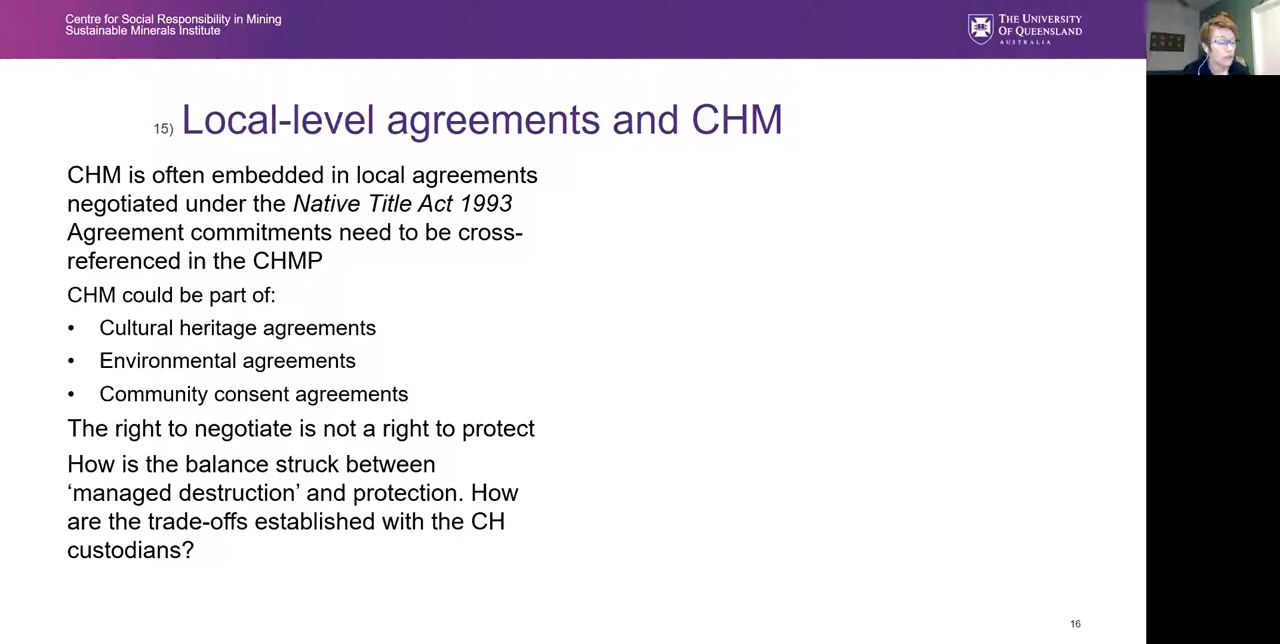 Centre for Social Responsibility in Mining
Sustainable Minerals Institute
THE UNIVERSITY
OF QUEENSLAND
AUSTRALIA
15) Local-level agreements and CHM
CHM is often embedded in local agreements
negotiated under the Native Title Act 1993
Agreement commitments need to be cross-
referenced in the CHMP
CHM could be part of:
• Cultural heritage agreements
• Environmental agreements
• Community consent agreements
The right to negotiate is not a right to protect
How is the balance struck between
‘managed destruction’ and protection. How
are the trade-offs established with the CH
custodians?
16